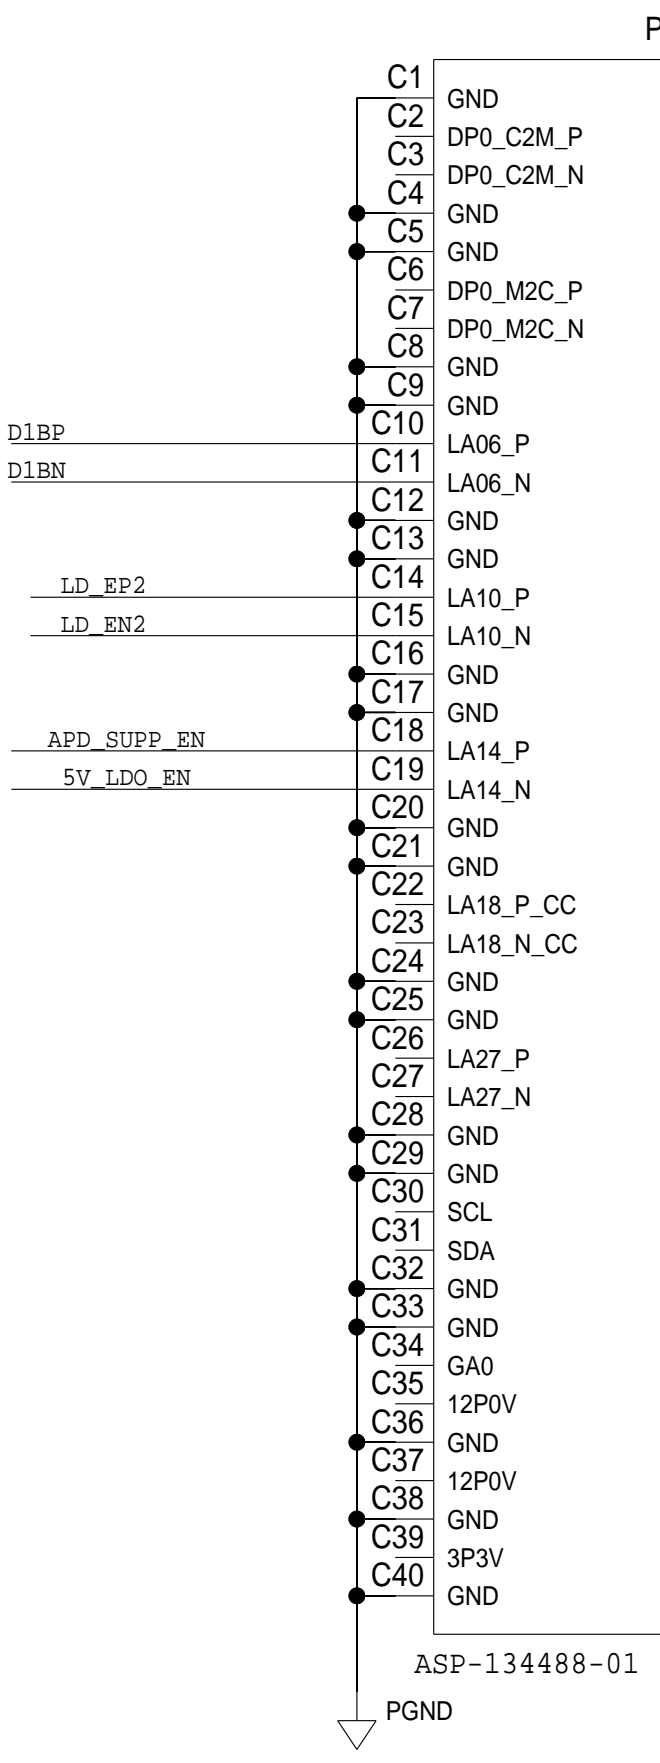 P
C1 GND
C2 DP0_C2M_P
C3 DP0_C2M_N
C4 GND
C5 GND
C6 DP0_M2C_P
C7 DP0_M2C_N
C8 GND
C9 GND
D1BP C10 LA06_P
D1BN C11 LA06_N
C12 GND
C13 GND
LD_EP2 C14 LA10_P
LD_EN2 C15 LA10_N
C16 GND
C17 GND
APD_SUPP_EN C18 LA14_P
5V_LDO_EN C19 LA14_N
C20 GND
C21 GND
C22 LA18_P_CC
C23 LA18_N_CC
C24 GND
C25 GND
C26 LA27_P
C27 LA27_N
C28 GND
C29 GND
C30 SCL
C31 SDA
C32 GND
C33 GND
C34 GA0
C35 12P0V
C36 GND
C37 12P0V
C38 GND
C39 3P3V
C40 GND
ASP-134488-01
PGND